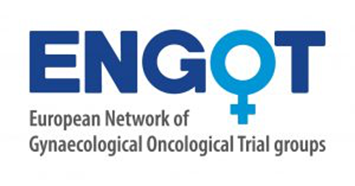 ENGOT
European Network of
Gynaecological Oncological Trial groups